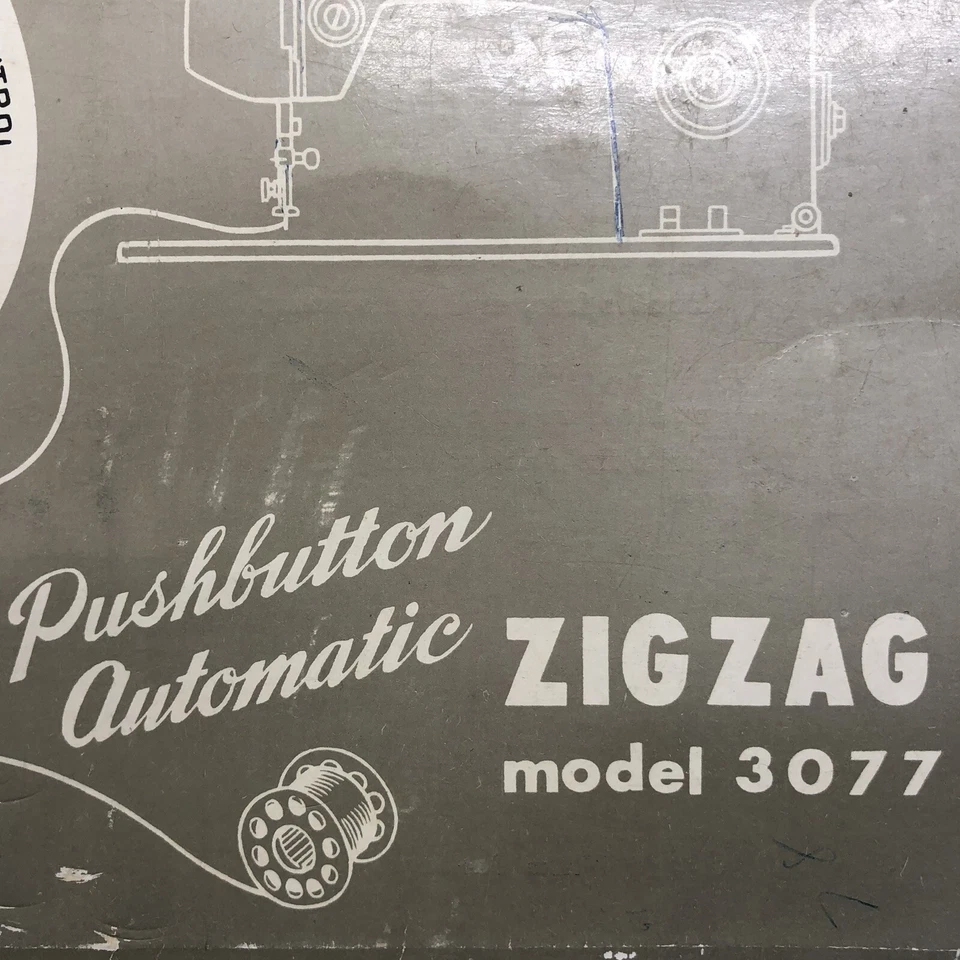 Pushbutton
Automatic
ZIGZAG
model 3077